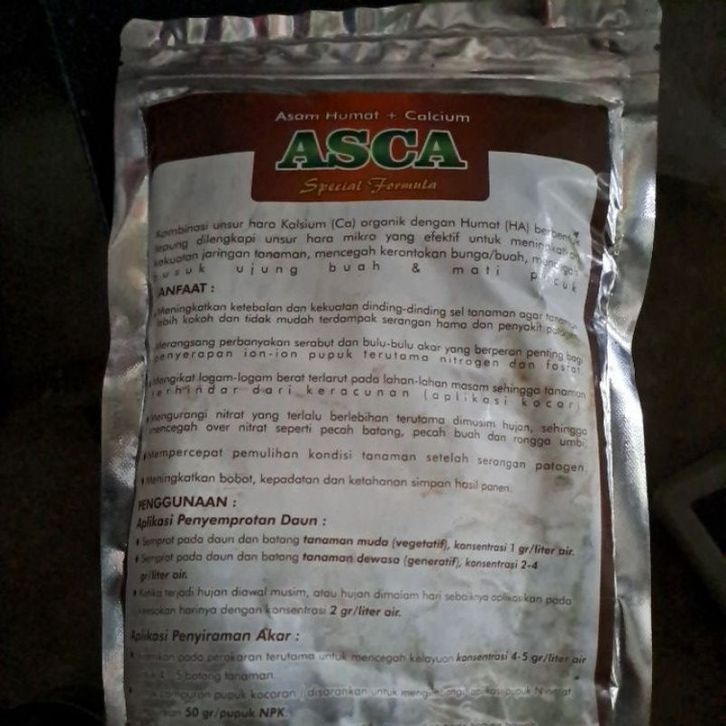 Asam Humat + Calcium
ASCA
Special Formula
Kombinasi unsur hara Kalsium (Ca) organik dengan Humat (HA) berbentuk
tepung dilengkapi unsur hara mikro yang efektif untuk meningkatkan
kekuatan jaringan tanaman, mencegah kerontokan bunga/buah, mencegah
busuk ujung buah & mati pucuk
ANFAAT :
Meningkatkan ketebalan dan kekuatan dinding-dinding sel tanaman agar tanaman
lebih kokoh dan tidak mudah terdampak serangan hama dan penyakit patogen
Merangsang perbanyakan serabut dan bulu-bulu akar yang berperan penting bagi
penyerapan ion-ion pupuk terutama nitrogen dan fosfat
Mengikat logam-logam berat terlarut pada lahan-lahan masam sehingga tanaman
terhindar dari keracunan (aplikasi kocor)
Mengurangi nitrat yang terlalu berlebihan terutama dimusim hujan, sehingga
mencegah over nitrat seperti pecah batang, pecah buah dan rongga umbi
Mempercepat pemulihan kondisi tanaman setelah serangan patogen
Meningkatkan bobot, kepadatan dan ketahanan simpan hasil panen.
PENGGUNAAN :
Aplikasi Penyemprotan Daun :
Semprot pada daun dan batang tanaman muda (vegetatif), konsentrasi 1 gr/liter air.
Semprot pada daun dan batang tanaman dewasa (generatif), konsentrasi 2-4
gr/liter air.
Ketika terjadi hujan diawal musim, atau hujan dimalam hari sebaiknya aplikasikan pada
keesokan harinya dengan konsentrasi 2 gr/liter air.
Aplikasi Penyiraman Akar :
pada perakaran terutama untuk mencegah kelayuan konsentrasi 4-5 gr/liter air
4 - 5 batang tanaman.
campuran pupuk kocoran disarankan untuk aplikasi pupuk N
50 gr/pupuk NPK